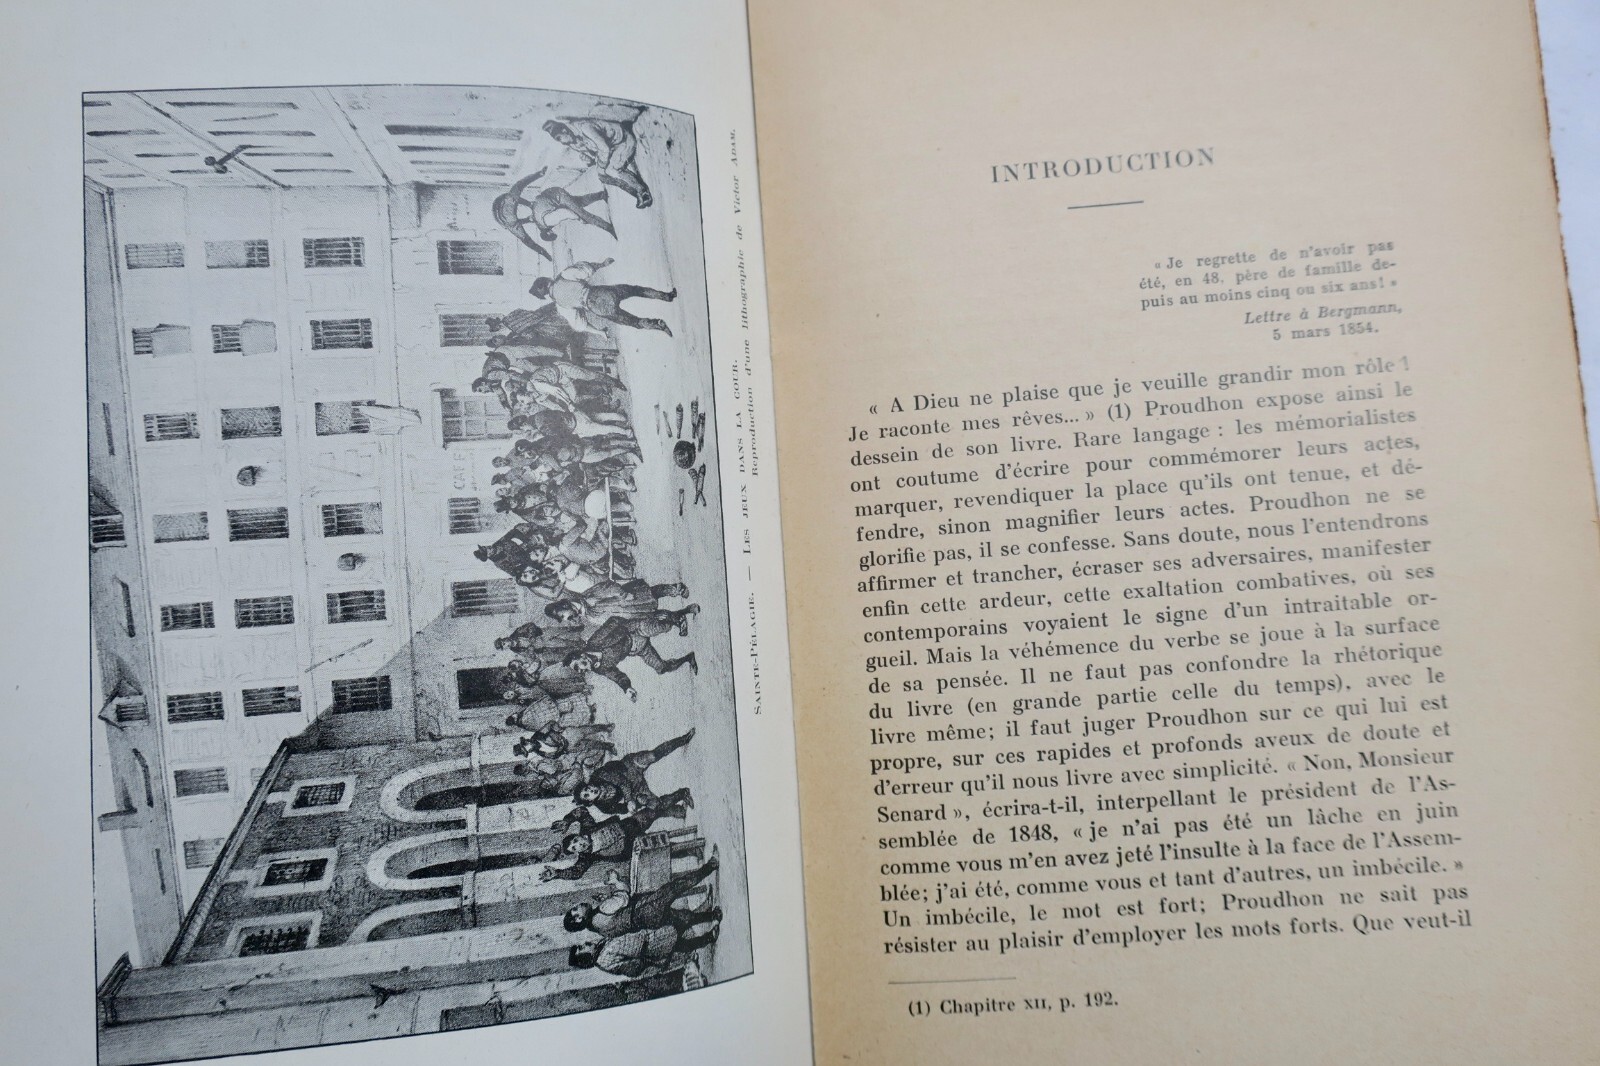 CAFÉ
SAINTE-PÉLAGIE. — LES JEUX DANS LA COUR.
Reproduction d'une lithographie de VICTOR ADAM.
INTRODUCTION
« Je regrette de n'avoir pas
été, en 48, père de famille de-
puis au moins cinq ou six ans! »
Lettre à Bergmann,
5 mars 1854.
« A Dieu ne plaise que je veuille grandir mon rôle !
Je raconte mes rêves... » (1) Proudhon expose ainsi le
dessein de son livre. Rare langage : les mémorialistes
ont coutume d'écrire pour commémorer leurs actes,
marquer, revendiquer la place qu'ils ont tenue, et dé-
fendre, sinon magnifier leurs actes. Proudhon ne se
glorifie pas, il se confesse. Sans doute, nous l'entendrons
affirmer et trancher, écraser ses adversaires, manifester
enfin cette ardeur, cette exaltation combatives, où ses
contemporains voyaient le signe d'un intraitable or-
gueil. Mais la véhémence du verbe se joue à la surface
de sa pensée. Il ne faut pas confondre la rhétorique
du livre (en grande partie celle du temps), avec le
livre même; il faut juger Proudhon sur ce qui lui est
propre, sur ces rapides et profonds aveux de doute et
d'erreur qu'il nous livre avec simplicité. « Non, Monsieur
Senard », écrira-t-il, interpellant le président de l'As-
semblée de 1848, « je n'ai pas été un lâche en juin
comme vous m'en avez jeté l'insulte à la face de l'Assem-
blée; j'ai été, comme vous et tant d'autres, un imbécile. »
Un imbécile, le mot est fort; Proudhon ne sait pas
résister au plaisir d'employer les mots forts. Que veut-il
(1) Chapitre XII, p. 192.